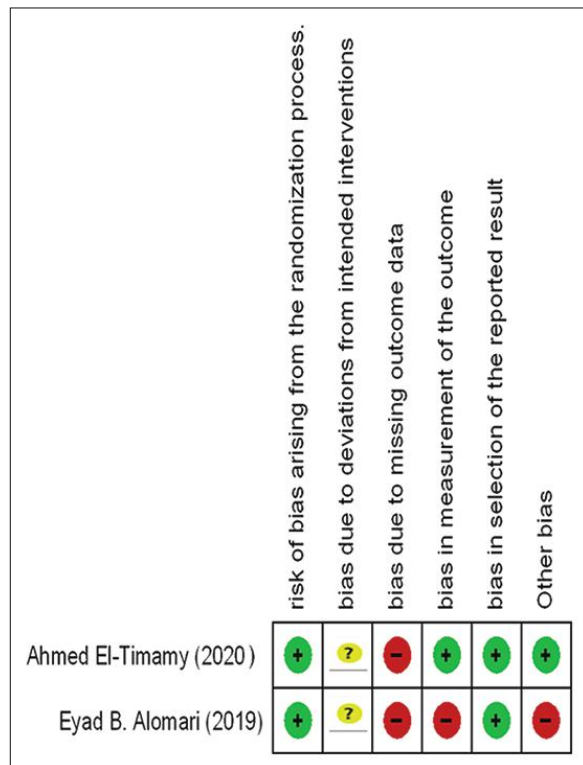 risk of bias arising from the randomization process.
bias due to deviations from intended interventions
bias due to missing outcome data
bias in measurement of the outcome
bias in selection of the reported result
Other bias
Ahmed El-Timamy (2020) + ? - + + +
Eyad B. Alomari (2019) + ? - - + -